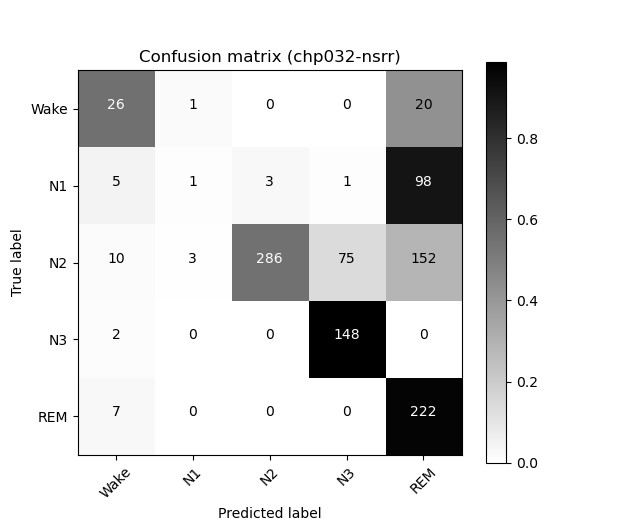 Confusion matrix (chp032-nsrr)
True label
Wake 26 1 0 0 20
N1 5 1 3 1 98
N2 10 3 286 75 152
N3 2 0 0 148 0
REM 7 0 0 0 222
Wake N1 N2 N3 REM
Predicted label
0.8
0.6
0.4
0.2
0.0